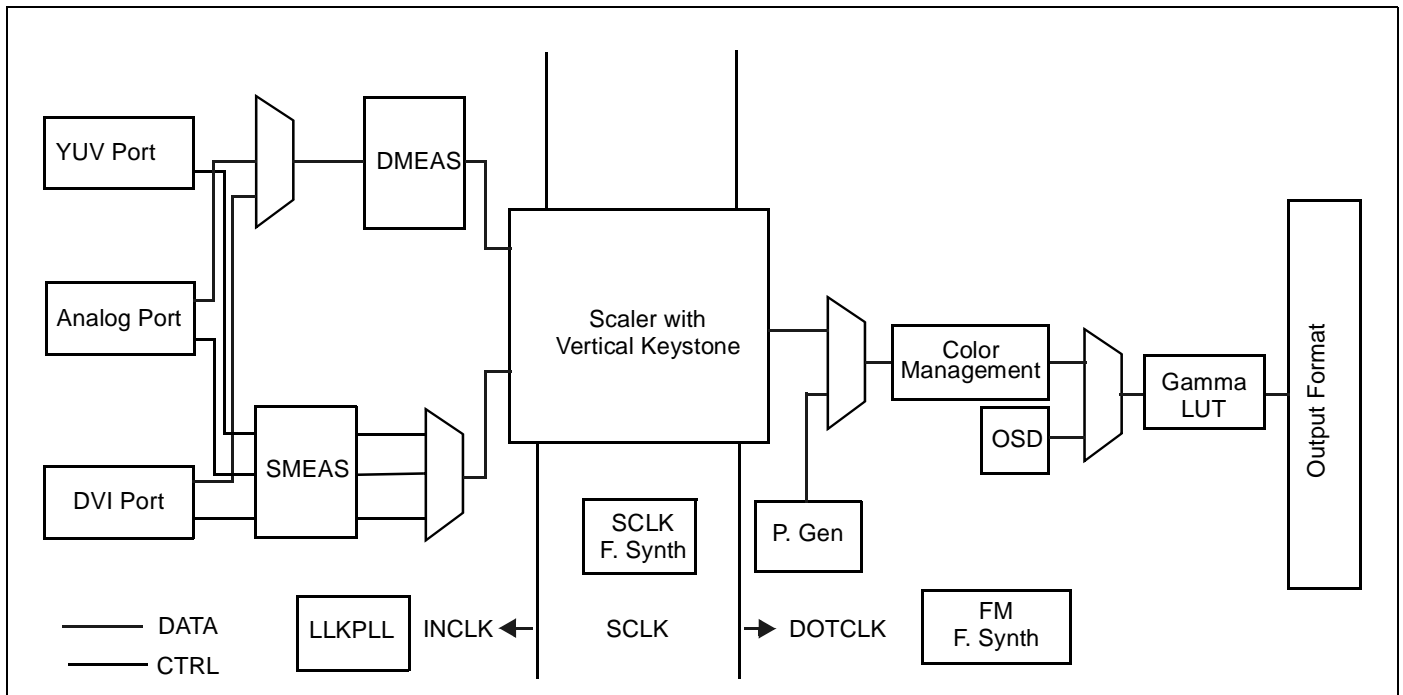 YUV Port
DMEAS
Analog Port
Scaler with
Vertical Keystone
Color
Management
Gamma
LUT
Output Format
OSD
SMEAS
DVI Port
SCLK
F. Synth
P. Gen
DATA
CTRL
LLKPLL
INCLK
SCLK
DOTCLK
FM
F. Synth